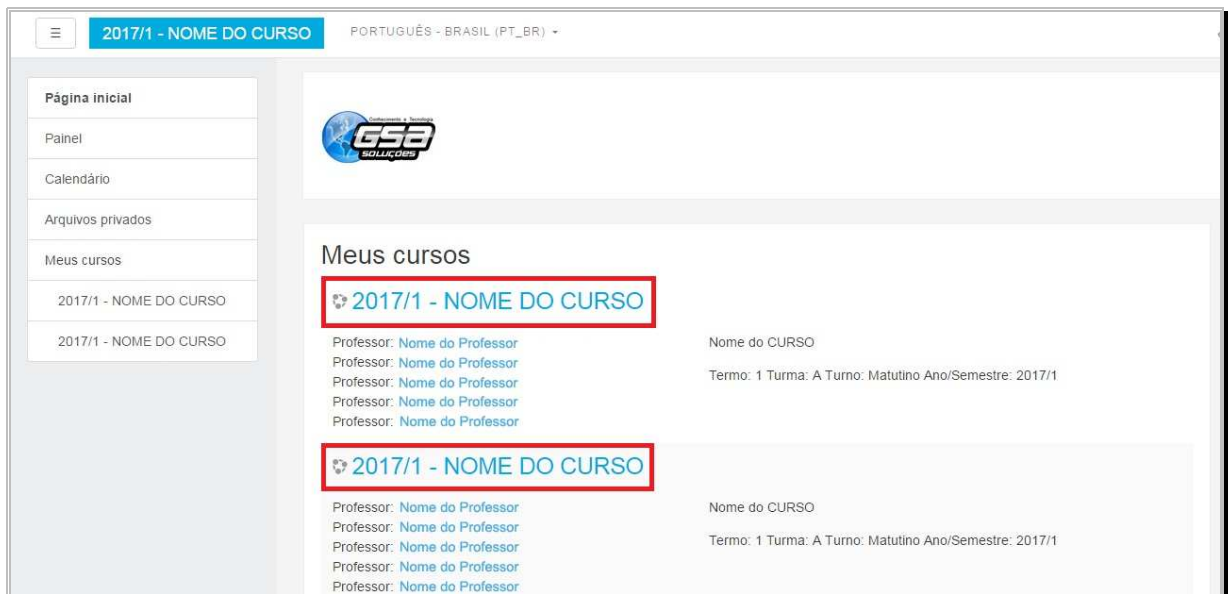 ☰ 2017/1 - NOME DO CURSO PORTUGUÊS - BRASIL (PT_BR)
Página inicial
Painel
Calendário
Arquivos privados
Meus cursos
2017/1 - NOME DO CURSO
2017/1 - NOME DO CURSO
Conhecimento e Tecnologia
GSA
SOLUÇÕES
Meus cursos
2017/1 - NOME DO CURSO
Professor: Nome do Professor
Professor: Nome do Professor
Professor: Nome do Professor
Professor: Nome do Professor
Professor: Nome do Professor
Nome do CURSO
Termo: 1 Turma: A Turno: Matutino Ano/Semestre: 2017/1
2017/1 - NOME DO CURSO
Professor: Nome do Professor
Professor: Nome do Professor
Professor: Nome do Professor
Professor: Nome do Professor
Professor: Nome do Professor
Nome do CURSO
Termo: 1 Turma: A Turno: Matutino Ano/Semestre: 2017/1